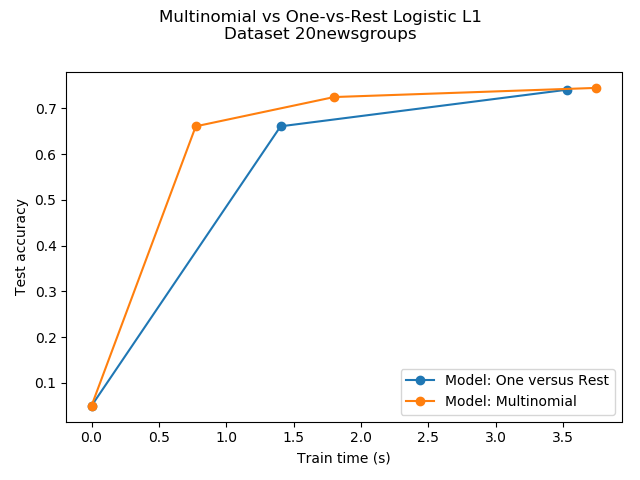 Multinomial vs One-vs-Rest Logistic L1
Dataset 20newsgroups
0.7
0.6
0.5
0.4
0.3
0.2
0.1
Test accuracy
0.0 0.5 1.0 1.5 2.0 2.5 3.0 3.5
Train time (s)
Model: One versus Rest
Model: Multinomial